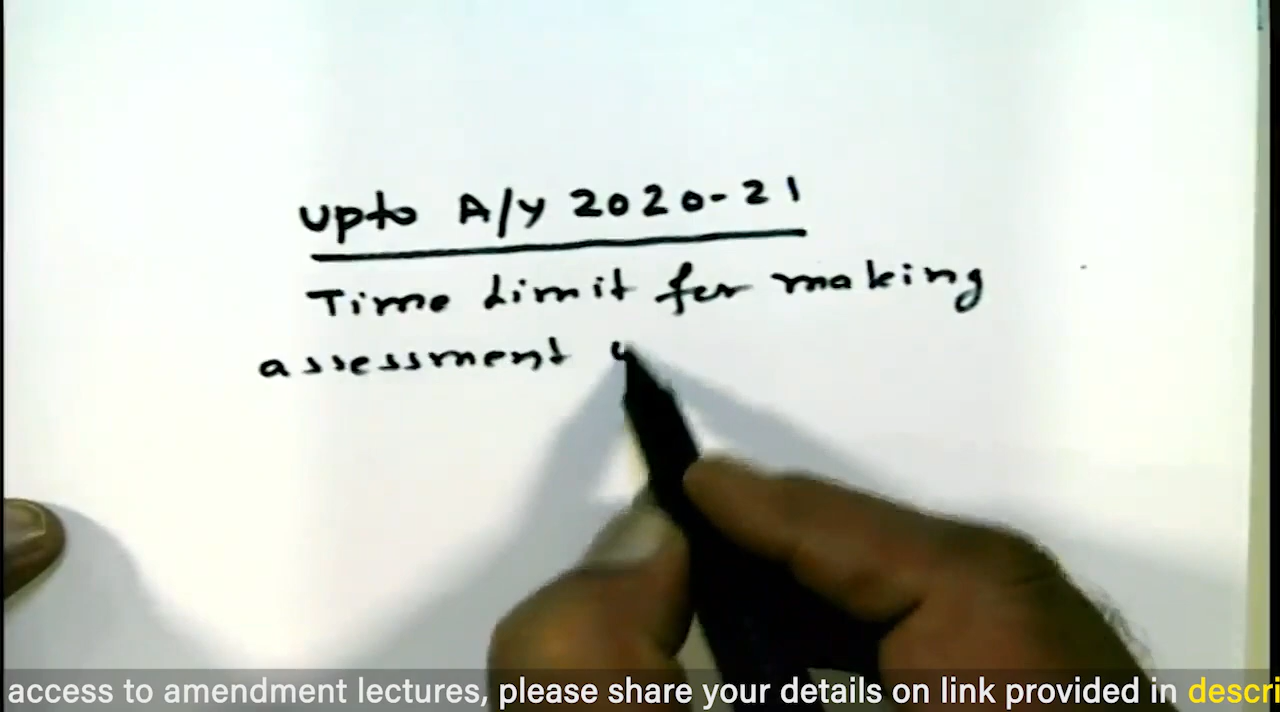 upto A/y 2020-21
Time Limit for making
assessment u
access to amendment lectures, please share your details on link provided in descri